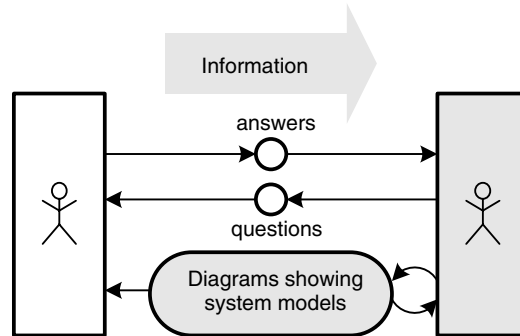 Information
answers
questions
Diagrams showing
system models